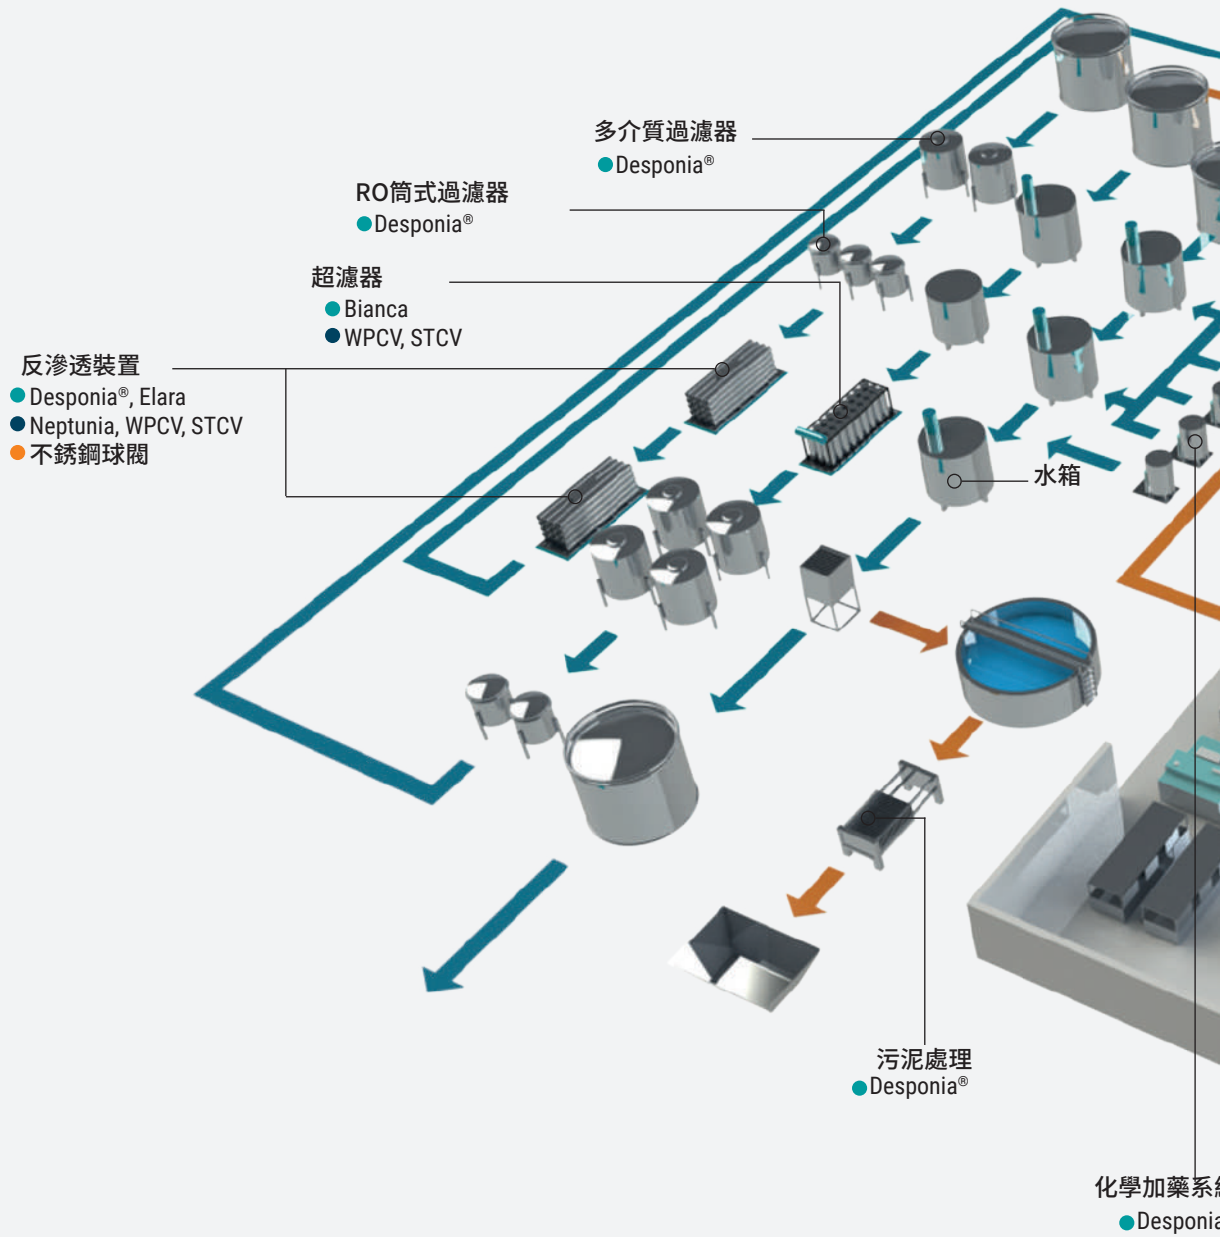 多介質過濾器
Desponia®
RO筒式過濾器
Desponia®
超濾器
Bianca
WPCV, STCV
反滲透裝置
Desponia®, Elara
Neptunia, WPCV, STCV
不銹鋼球閥
水箱
污泥處理
Desponia®
化學加藥系
Desponia